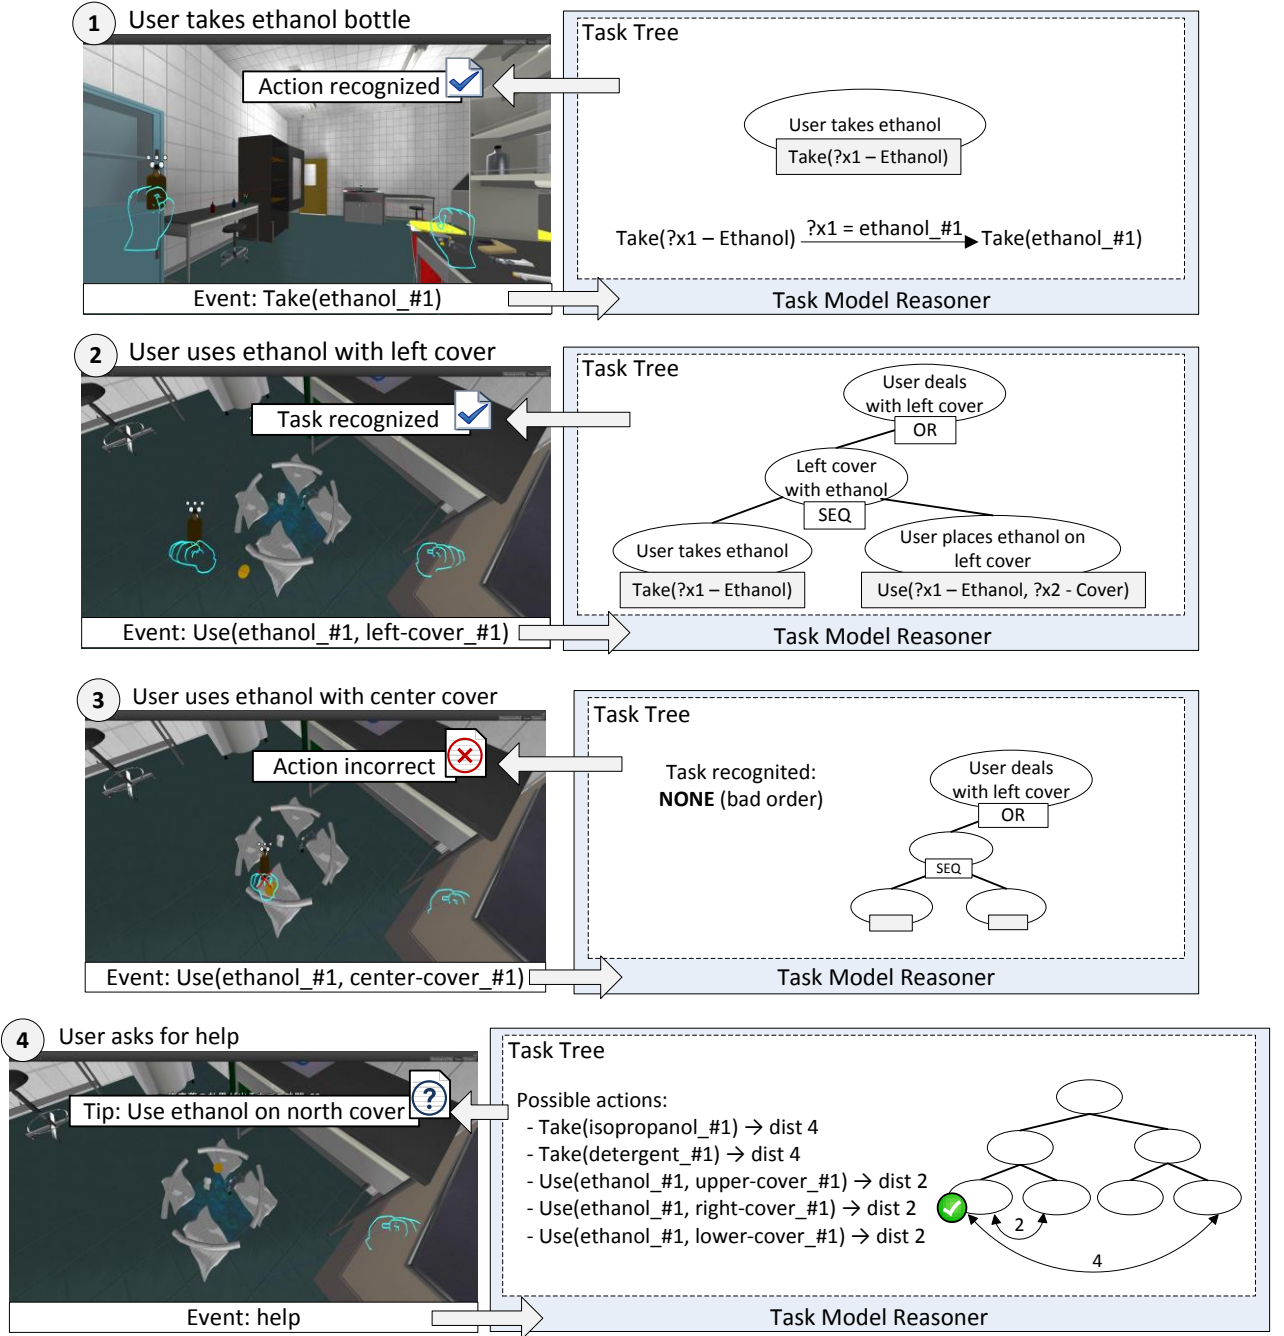 1 User takes ethanol bottle
Action recognized
Event: Take(ethanol_#1)
Task Tree
User takes ethanol
Take(?x1 – Ethanol)
Take(?x1 – Ethanol) ?x1 = ethanol_#1 Take(ethanol_#1)
Task Model Reasoner
2 User uses ethanol with left cover
Task recognized
Event: Use(ethanol_#1, left-cover_#1)
Task Tree
User deals
with left cover
OR
Left cover
with ethanol
SEQ
User takes ethanol
Take(?x1 – Ethanol)
User places ethanol on
left cover
Use(?x1 – Ethanol, ?x2 - Cover)
Task Model Reasoner
3 User uses ethanol with center cover
Action incorrect
Event: Use(ethanol_#1, center-cover_#1)
Task Tree
Task recognited:
NONE (bad order)
User deals
with left cover
OR
SEQ
Task Model Reasoner
4 User asks for help
Tip: Use ethanol on north cover
?
Event: help
Task Tree
Possible actions:
- Take(isopropanol_#1) → dist 4
- Take(detergent_#1) → dist 4
- Use(ethanol_#1, upper-cover_#1) → dist 2
- Use(ethanol_#1, right-cover_#1) → dist 2
- Use(ethanol_#1, lower-cover_#1) → dist 2
2
4
Task Model Reasoner